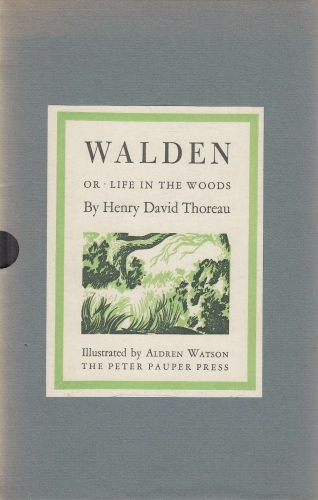 WALDEN
OR · LIFE IN THE WOODS
By Henry David Thoreau
Illustrated by ALDREN WATSON
THE PETER PAUPER PRESS